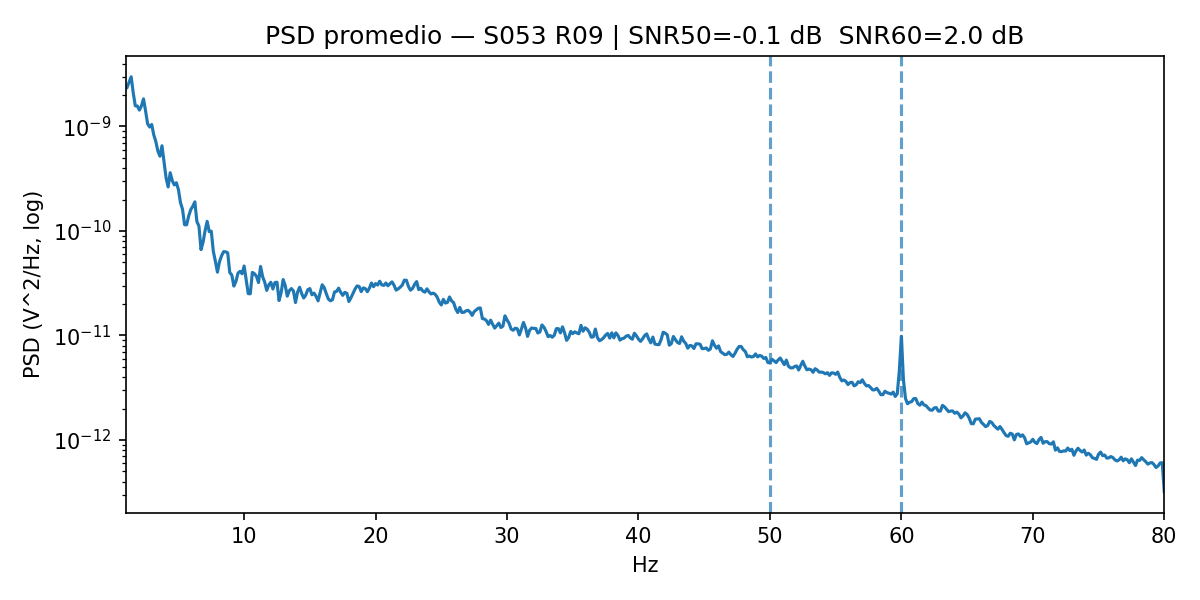 PSD promedio — S053 R09 | SNR50=-0.1 dB  SNR60=2.0 dB
PSD (V^2/Hz, log)
10⁻⁹
10⁻¹⁰
10⁻¹¹
10⁻¹²
10 20 30 40 50 60 70 80
Hz